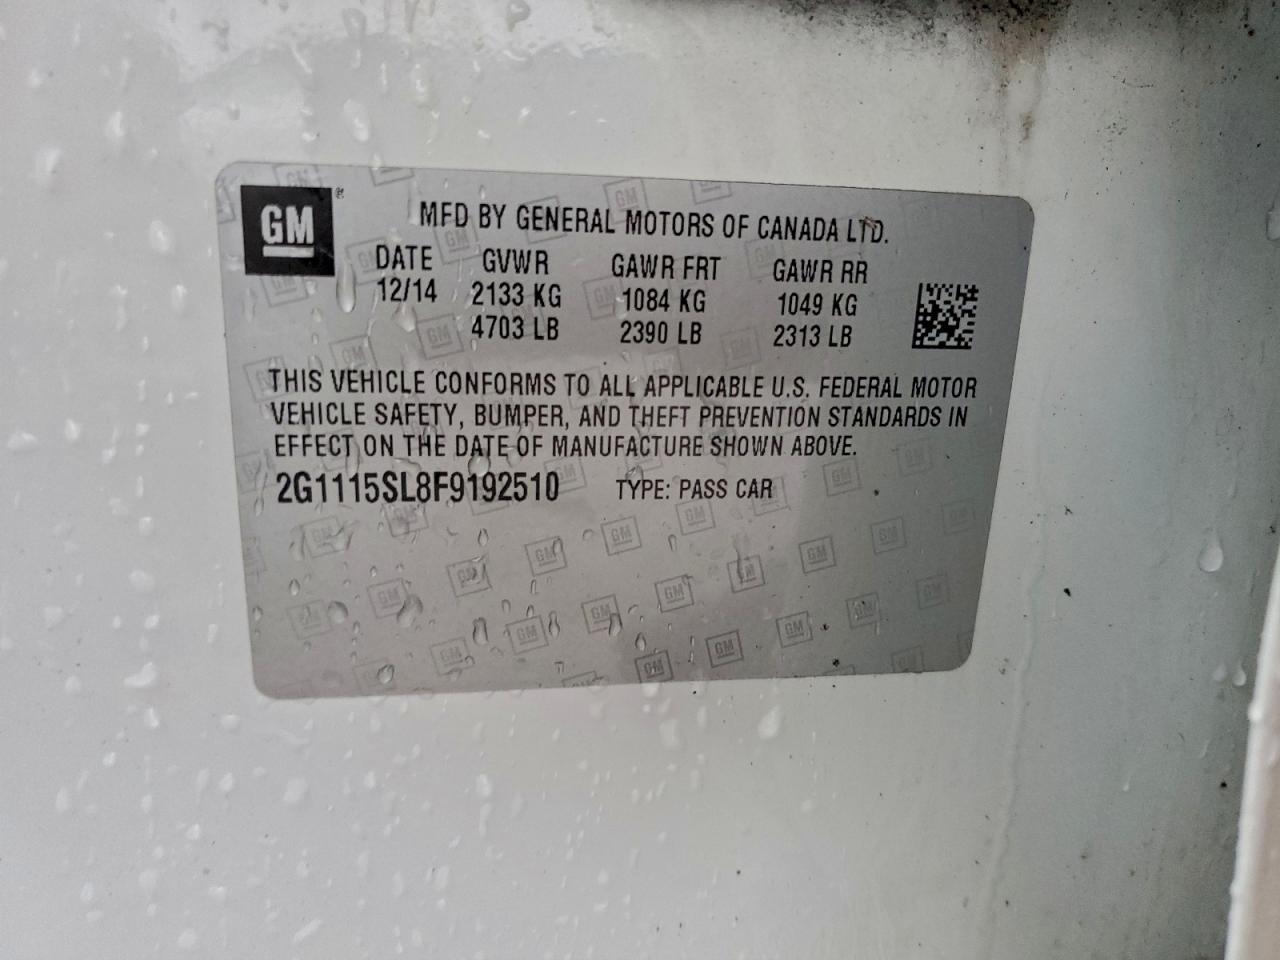 GM ®
MFD BY GENERAL MOTORS OF CANADA LTD.
DATE GVWR GAWR FRT GAWR RR
12/14 2133 KG 1084 KG 1049 KG
4703 LB 2390 LB 2313 LB
THIS VEHICLE CONFORMS TO ALL APPLICABLE U.S. FEDERAL MOTOR
VEHICLE SAFETY, BUMPER, AND THEFT PREVENTION STANDARDS IN
EFFECT ON THE DATE OF MANUFACTURE SHOWN ABOVE.
2G1115SL8F9192510 TYPE: PASS CAR